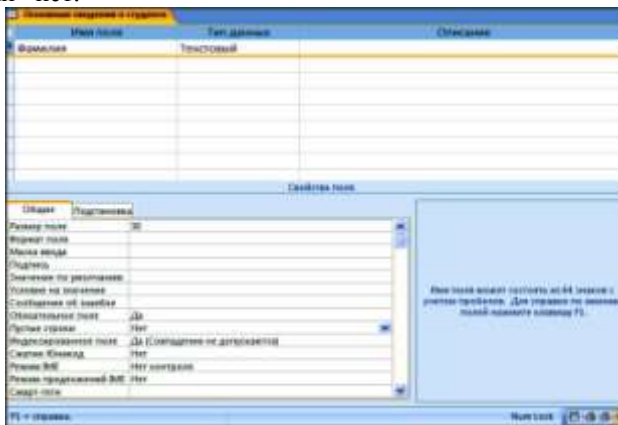 нет.
Основные сведения о студенте
Имя поля Тип данных Описание
Фамилия Текстовый
Свойства поля
Общие Подстановка
Размер поля 30
Формат поля
Маска ввода
Подпись
Значение по умолчанию
Условие на значение
Сообщение об ошибке
Обязательное поле Да
Пустые строки Нет
Индексированное поле Да (Совпадения не допускаются)
Сжатие Юникод Нет
Режим IME Нет контроля
Режим предложений IME Нет
Смарт-теги
Имя поля может состоять из 64 знаков с
учетом пробелов. Для справки по именам
полей нажмите клавишу F1.
F1 = справка. Num Lock